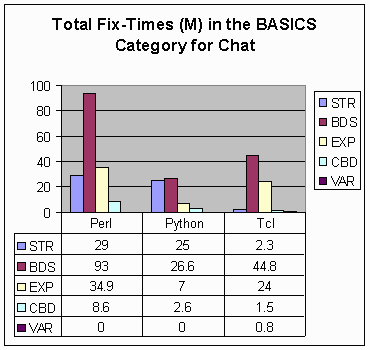 Total Fix-Times (M) in the BASICS
Category for Chat
100
80
60
40
20
0
STR
BDS
EXP
CBD
VAR
Perl Python Tcl
STR 29 25 2.3
BDS 93 26.6 44.8
EXP 34.9 7 24
CBD 8.6 2.6 1.5
VAR 0 0 0.8